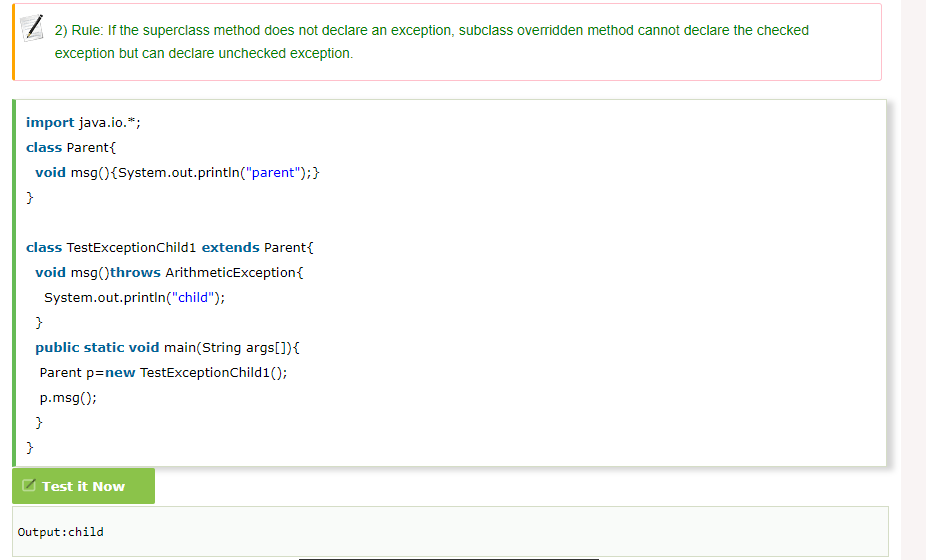 2) Rule: If the superclass method does not declare an exception, subclass overridden method cannot declare the checked
exception but can declare unchecked exception.
import java.io.*;
class Parent{
  void msg(){System.out.println("parent");}
}
class TestExceptionChild1 extends Parent{
  void msg()throws ArithmeticException{
    System.out.println("child");
  }
  public static void main(String args[]){
   Parent p=new TestExceptionChild1();
   p.msg();
  }
}
Test it Now
Output:child